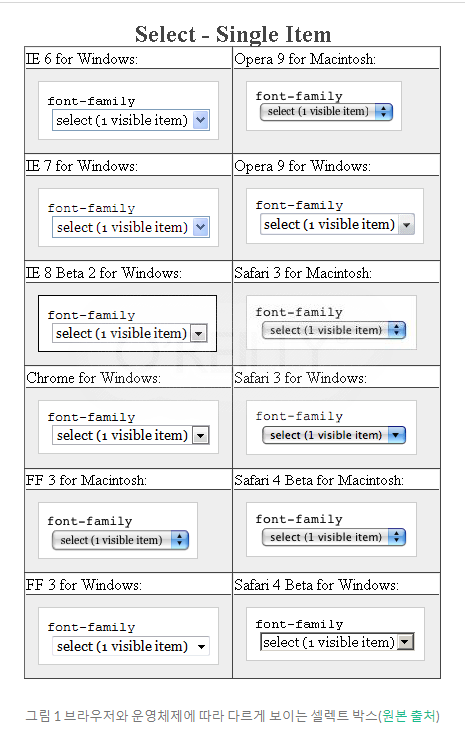 Select - Single Item
IE 6 for Windows:
font-family
select (1 visible item)
Opera 9 for Macintosh:
font-family
select (1 visible item)
IE 7 for Windows:
font-family
select (1 visible item)
Opera 9 for Windows:
font-family
select (1 visible item)
IE 8 Beta 2 for Windows:
font-family
select (1 visible item)
Safari 3 for Macintosh:
font-family
select (1 visible item)
Chrome for Windows:
font-family
select (1 visible item)
Safari 3 for Windows:
font-family
select (1 visible item)
FF 3 for Macintosh:
font-family
select (1 visible item)
Safari 4 Beta for Macintosh:
font-family
select (1 visible item)
FF 3 for Windows:
font-family
select (1 visible item)
Safari 4 Beta for Windows:
font-family
select (1 visible item)
그림 1 브라우저와 운영체제에 따라 다르게 보이는 셀렉트 박스(원본 출처)